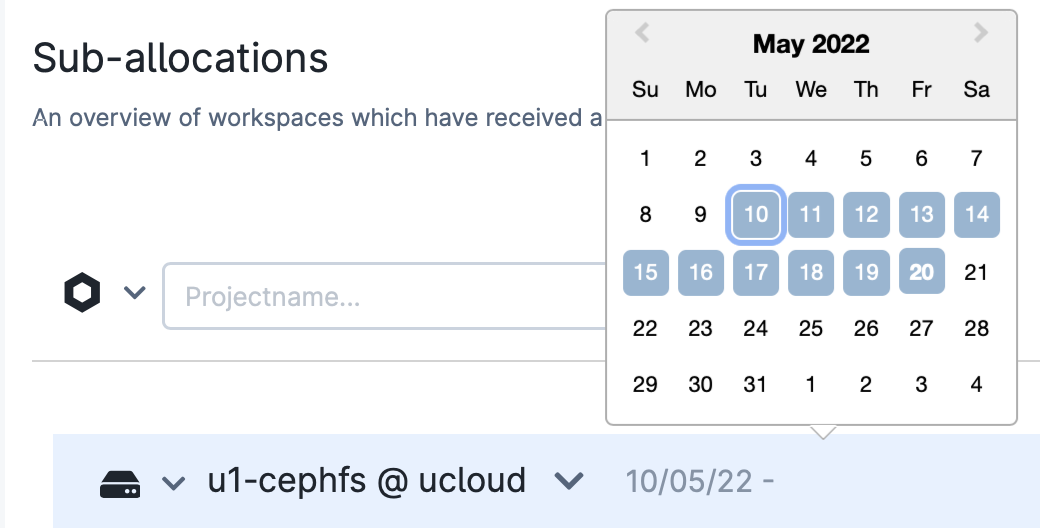 Sub-allocations
An overview of workspaces which have received a
Projectname...
May 2022
Su Mo Tu We Th Fr Sa
1 2 3 4 5 6 7
8 9 10 11 12 13 14
15 16 17 18 19 20 21
22 23 24 25 26 27 28
29 30 31 1 2 3 4
u1-cephfs @ ucloud 10/05/22 -